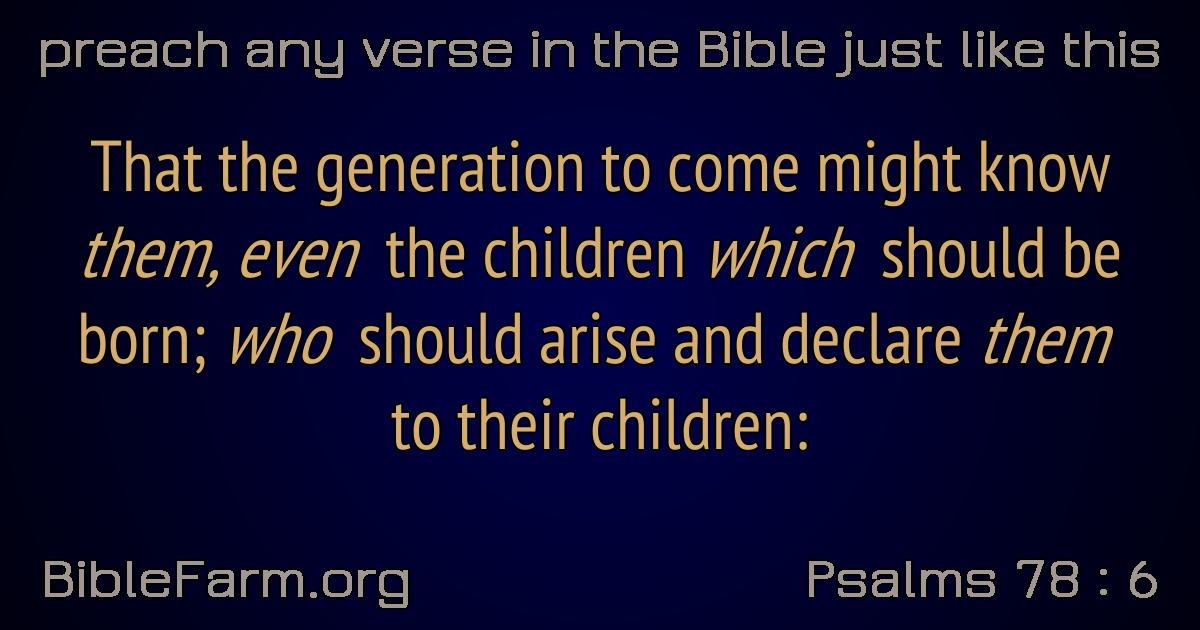 preach any verse in the Bible just like this
That the generation to come might know
them, even the children which should be
born; who should arise and declare them
to their children:
BibleFarm.org
Psalms 78 : 6